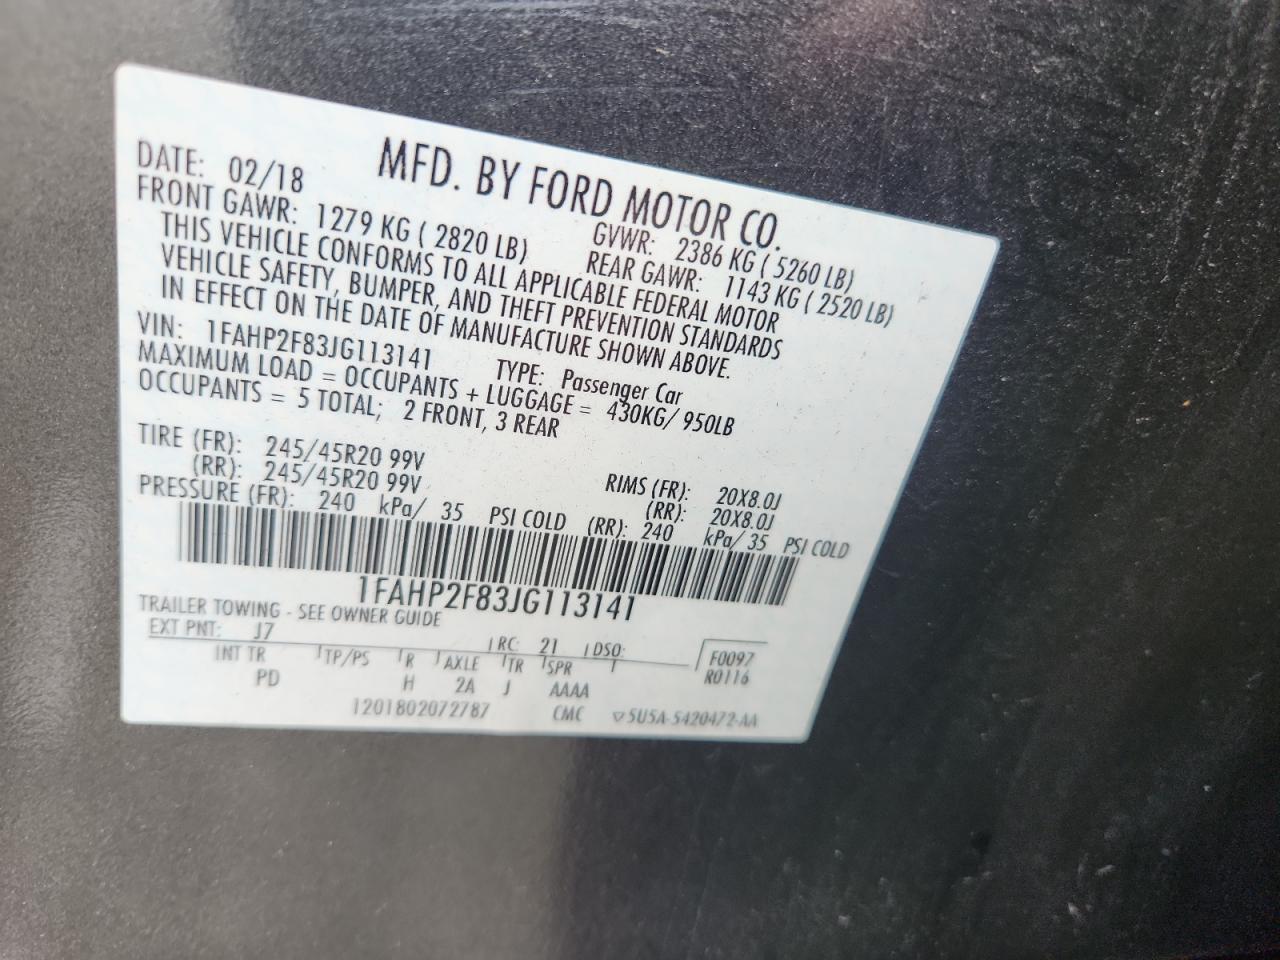 MFD. BY FORD MOTOR CO.
DATE: 02/18 GVWR: 2386 KG ( 5260 LB)
FRONT GAWR: 1279 KG ( 2820 LB) REAR GAWR: 1143 KG ( 2520 LB)
THIS VEHICLE CONFORMS TO ALL APPLICABLE FEDERAL MOTOR
VEHICLE SAFETY, BUMPER, AND THEFT PREVENTION STANDARDS
IN EFFECT ON THE DATE OF MANUFACTURE SHOWN ABOVE.
VIN: 1FAHP2F83JG113141 TYPE: Passenger Car
MAXIMUM LOAD = OCCUPANTS + LUGGAGE = 430KG/ 950LB
OCCUPANTS = 5 TOTAL; 2 FRONT, 3 REAR
TIRE (FR): 245/45R20 99V RIMS (FR): 20X8.0J
(RR): 245/45R20 99V (RR): 20X8.0J
PRESSURE (FR): 240 kPa/ 35 PSI COLD (RR): 240 kPa/ 35 PSI COLD
1FAHP2F83JG113141
TRAILER TOWING - SEE OWNER GUIDE
EXT PNT: J7 RC: 21 DSO: F0097
INT TR TP/PS R AXLE TR SPR R0116
PD H 2A J AAAA
1201802072787 CMC ▽5U5A-5420472-AA